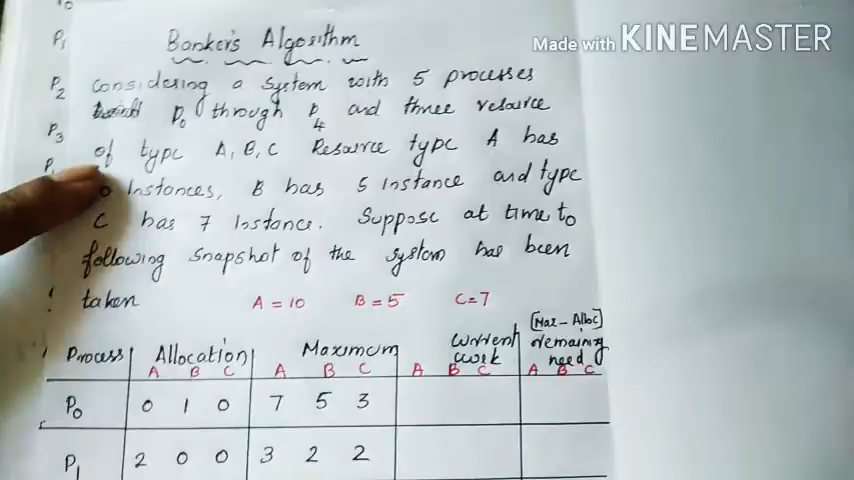 Made with KINEMASTER
P1
Banker's Algorithm
P2
Considering a system with 5 processes
P0 through P4 and three resource
P3
of type A, B, C Resource type A has
Instances, B has 5 instance and type
C has 7 Instance. Suppose at time to
following snapshot of the system has been
taken A = 10 B = 5 C = 7
Process Allocation Maximum current work [Max - Alloc] remaining need
A B C A B C A B C A B C
P0 0 1 0 7 5 3
P1 2 0 0 3 2 2